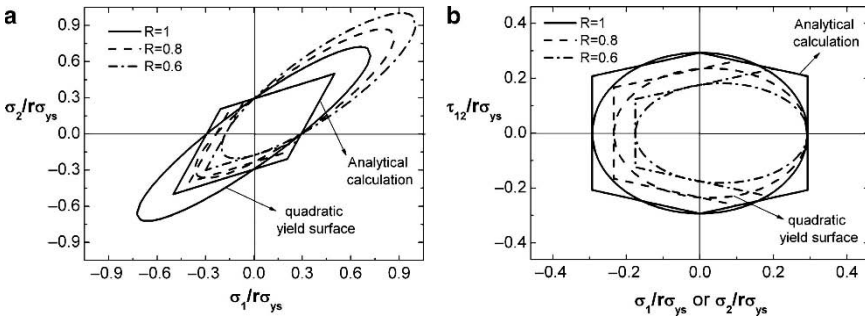 a
R=1
R=0.8
R=0.6
σ2/rσys
0.9
0.6
0.3
0.0
−0.3
−0.6
−0.9
Analytical
calculation
quadratic
yield surface
−0.9 −0.6 −0.3 0.0 0.3 0.6 0.9
σ1/rσys
b
R=1
R=0.8
R=0.6
Analytical
calculation
τ12/rσys
0.4
0.2
0.0
−0.2
−0.4
quadratic
yield surface
−0.4 −0.2 0.0 0.2 0.4
σ1/rσys or σ2/rσys